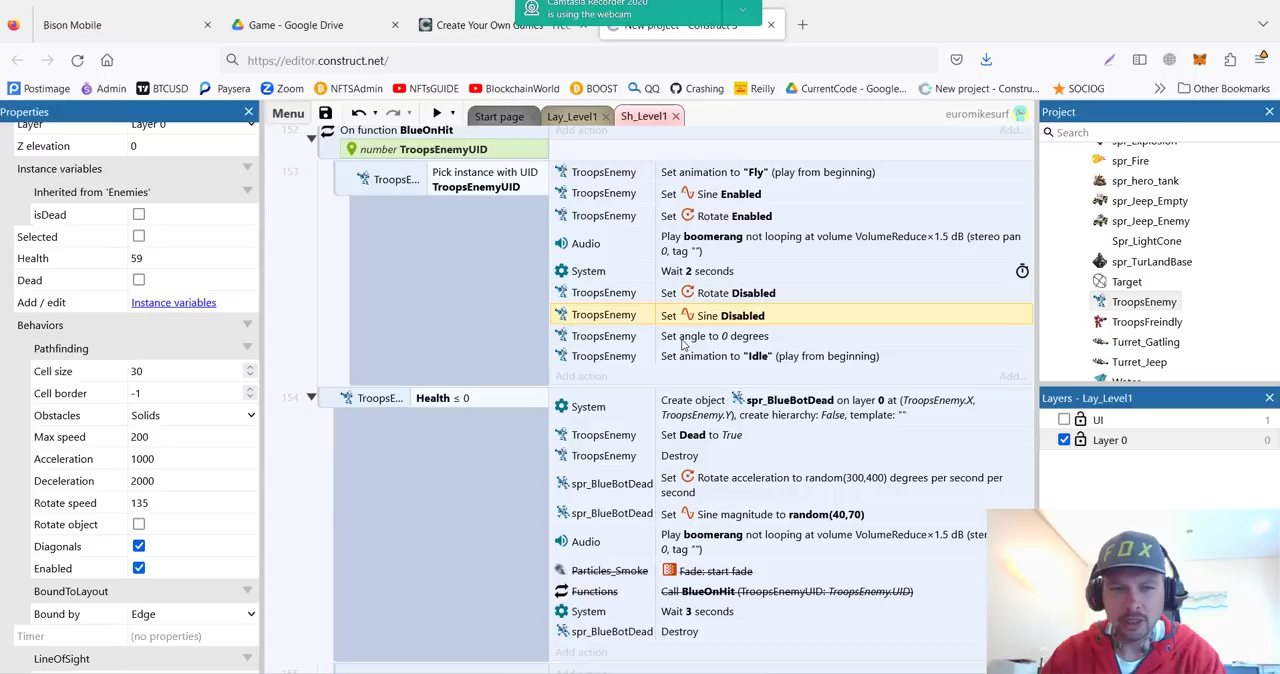 Camtasia Recorder 2020
is using the webcam
Bison Mobile
Game - Google Drive
Create Your Own Games - Free
New project - Construct 3
https://editor.construct.net/
Postimage
Admin
BTCUSD
Paysera
Zoom
NFTSAdmin
NFTsGUIDE
BlockchainWorld
BOOST
QQ
Crashing
Reilly
CurrentCode - Google...
New project - Constru...
SOCIOG
Other Bookmarks
Properties
Menu
Start page
Lay_Level1
Sh_Level1
euromikesurf
Project
Search
Layer
Layer 0
Z elevation
0
Instance variables
Inherited from 'Enemies'
isDead
Selected
Health
59
Dead
Add / edit
Instance variables
Behaviors
Pathfinding
Cell size
30
Cell border
-1
Obstacles
Solids
Max speed
200
Acceleration
1000
Deceleration
2000
Rotate speed
135
Rotate object
Diagonals
Enabled
BoundToLayout
Bound by
Edge
Timer
(no properties)
LineOfSight
152
On function BlueOnHit
Add action
Add...
number TroopsEnemyUID
153
TroopsE...
Pick instance with UID
TroopsEnemyUID
TroopsEnemy
Set animation to "Fly" (play from beginning)
TroopsEnemy
Set Sine Enabled
TroopsEnemy
Set Rotate Enabled
Audio
Play boomerang not looping at volume VolumeReduce×1.5 dB (stereo pan
0, tag "")
System
Wait 2 seconds
TroopsEnemy
Set Rotate Disabled
TroopsEnemy
Set Sine Disabled
TroopsEnemy
Set angle to 0 degrees
TroopsEnemy
Set animation to "Idle" (play from beginning)
Add action
Add...
154
TroopsE...
Health ≤ 0
System
Create object spr_BlueBotDead on layer 0 at (TroopsEnemy.X,
TroopsEnemy.Y), create hierarchy: False, template: ""
TroopsEnemy
Set Dead to True
TroopsEnemy
Destroy
spr_BlueBotDead
Set Rotate acceleration to random(300,400) degrees per second per
second
spr_BlueBotDead
Set Sine magnitude to random(40,70)
Audio
Play boomerang not looping at volume VolumeReduce×1.5 dB (stere
0, tag "")
Particles_Smoke
Fade: start fade
Functions
Call BlueOnHit (TroopsEnemyUID: TroopsEnemy.UID)
System
Wait 3 seconds
spr_BlueBotDead
Destroy
Add action
spr_Explosion
spr_Fire
spr_hero_tank
spr_Jeep_Empty
spr_Jeep_Enemy
Spr_LightCone
spr_TurLandBase
Target
TroopsEnemy
TroopsFreindly
Turret_Gatling
Turret_Jeep
Water
Layers - Lay_Level1
UI
1
Layer 0
0
FOX